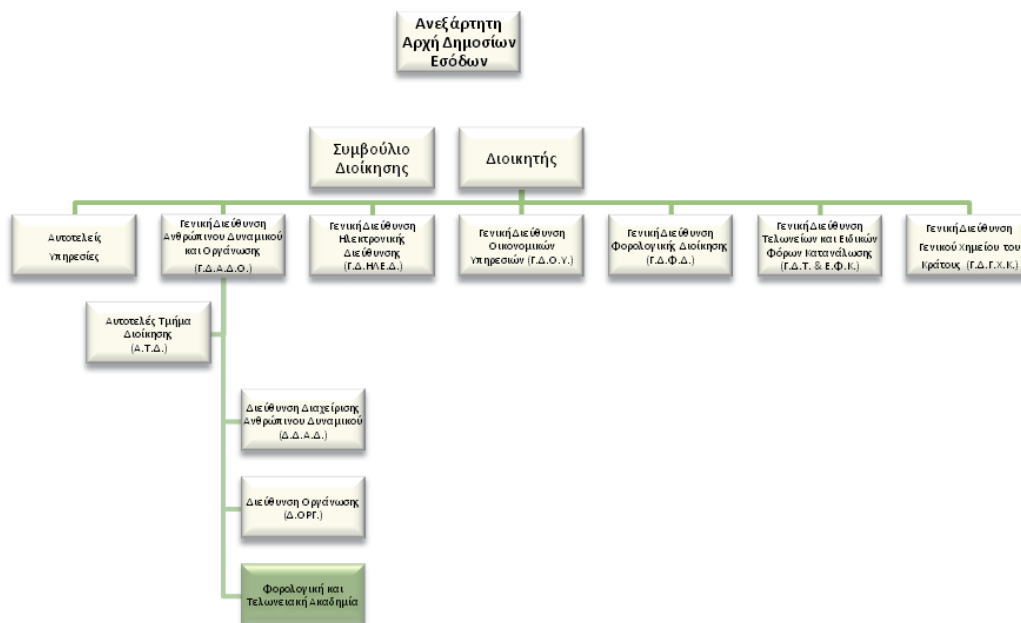 Ανεξάρτητη
Αρχή Δημοσίων
Εσόδων
Συμβούλιο
Διοίκησης
Διοικητής
Αυτοτελείς
Υπηρεσίες
Γενική Διεύθυνση
Ανθρώπινου Δυναμικού
και Οργάνωσης
(Γ.Δ.Α.Δ.Ο.)
Γενική Διεύθυνση
Ηλεκτρονικής
Διεύθυνσης
(Γ.Δ.ΗΛΕ.Δ.)
Γενική Διεύθυνση
Οικονομικών
Υπηρεσιών (Γ.Δ.Ο.Υ.)
Γενική Διεύθυνση
Φορολογικής Διοίκησης
(Γ.Δ.Φ.Δ.)
Γενική Διεύθυνση
Τελωνείων και Ειδικών
Φόρων Κατανάλωσης
(Γ.Δ.Τ. & Ε.Φ.Κ.)
Γενική Διεύθυνση
Γενικού Χημείου του
Κράτους (Γ.Δ.Γ.Χ.Κ.)
Αυτοτελές Τμήμα
Διοίκησης
(Α.Τ.Δ.)
Διεύθυνση Διαχείρισης
Ανθρώπινου Δυναμικού
(Δ.Δ.Α.Δ.)
Διεύθυνση Οργάνωσης
(Δ.ΟΡΓ.)
Φορολογική και
Τελωνειακή Ακαδημία